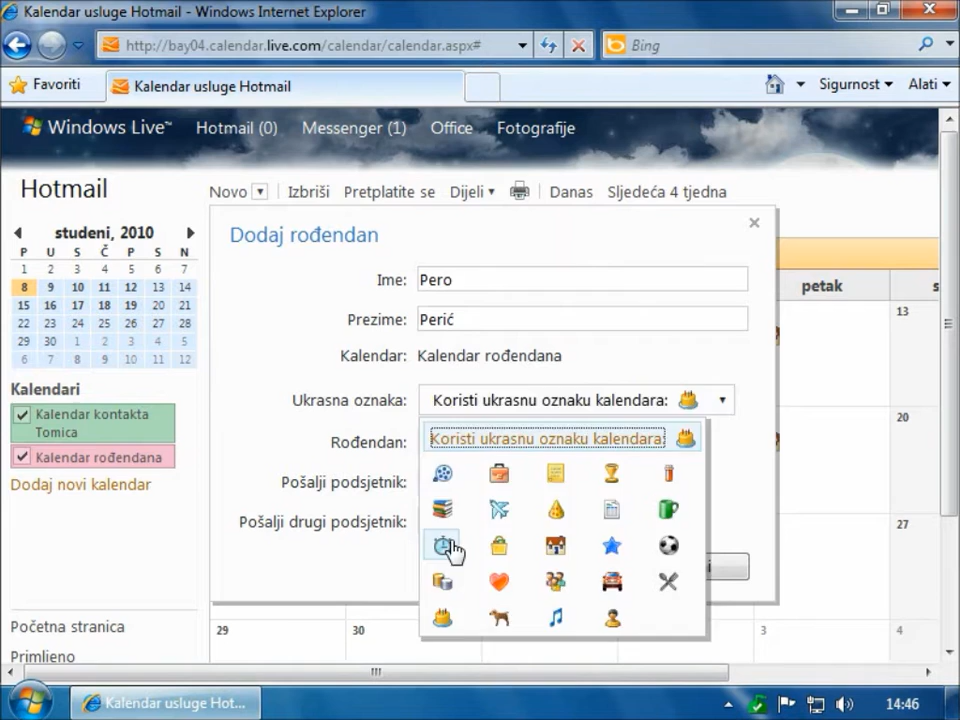 Kalendar usluge Hotmail - Windows Internet Explorer
http://bay04.calendar.live.com/calendar/calendar.aspx#
Bing
Favoriti
Kalendar usluge Hotmail
Sigurnost
Alati
Windows Live™
Hotmail (0)
Messenger (1)
Office
Fotografije
Hotmail
Novo
Izbriši
Pretplatite se
Dijeli
Danas
Sljedeća 4 tjedna
studeni, 2010
P U S Č P S N
1 2 3 4 5 6 7
8 9 10 11 12 13 14
15 16 17 18 19 20 21
22 23 24 25 26 27 28
29 30 1 2 3 4 5
6 7 8 9 10 11 12
Kalendari
Kalendar kontakta
Tomica
Kalendar rođendana
Dodaj novi kalendar
Početna stranica
Primljeno
Dodaj rođendan
Ime: Pero
Prezime: Perić
Kalendar: Kalendar rođendana
Ukrasna oznaka: Koristi ukrasnu oznaku kalendara:
Koristi ukrasnu oznaku kalendara:
Rođendan:
Pošalji podsjetnik:
Pošalji drugi podsjetnik:
petak
13
20
27
29
30
3
4
Kalendar usluge Hot...
14:46